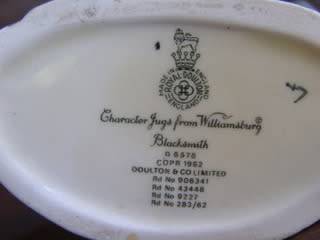 MADE IN ENGLAND
ROYAL DOULTON
ENGLAND
Character Jugs from Williamsburg ©
Blacksmith
D 6578
COPR 1962
DOULTON & CO LIMITED
Rd No 906341
Rd No 43446
Rd No 9227
Rd No 283/62